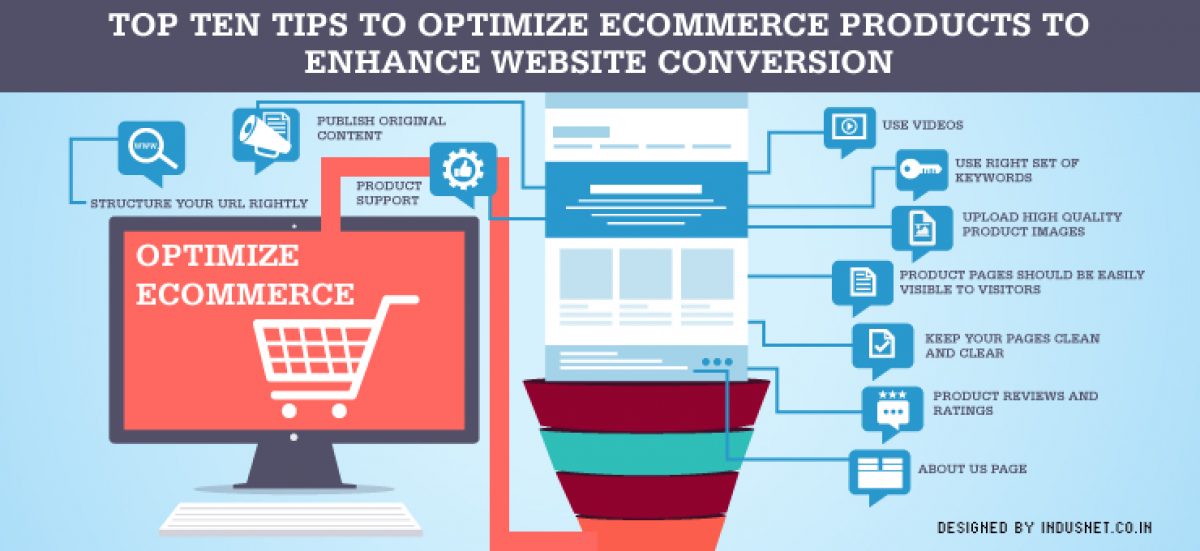 TOP TEN TIPS TO OPTIMIZE ECOMMERCE PRODUCTS TO
ENHANCE WEBSITE CONVERSION
PUBLISH ORIGINAL
CONTENT
WWW
STRUCTURE YOUR URL RIGHTLY
PRODUCT
SUPPORT
OPTIMIZE
ECOMMERCE
USE VIDEOS
USE RIGHT SET OF
KEYWORDS
UPLOAD HIGH QUALITY
PRODUCT IMAGES
PRODUCT PAGES SHOULD BE EASILY
VISIBLE TO VISITORS
KEEP YOUR PAGES CLEAN
AND CLEAR
PRODUCT REVIEWS AND
RATINGS
ABOUT US PAGE
DESIGNED BY INDUSNET.CO.IN